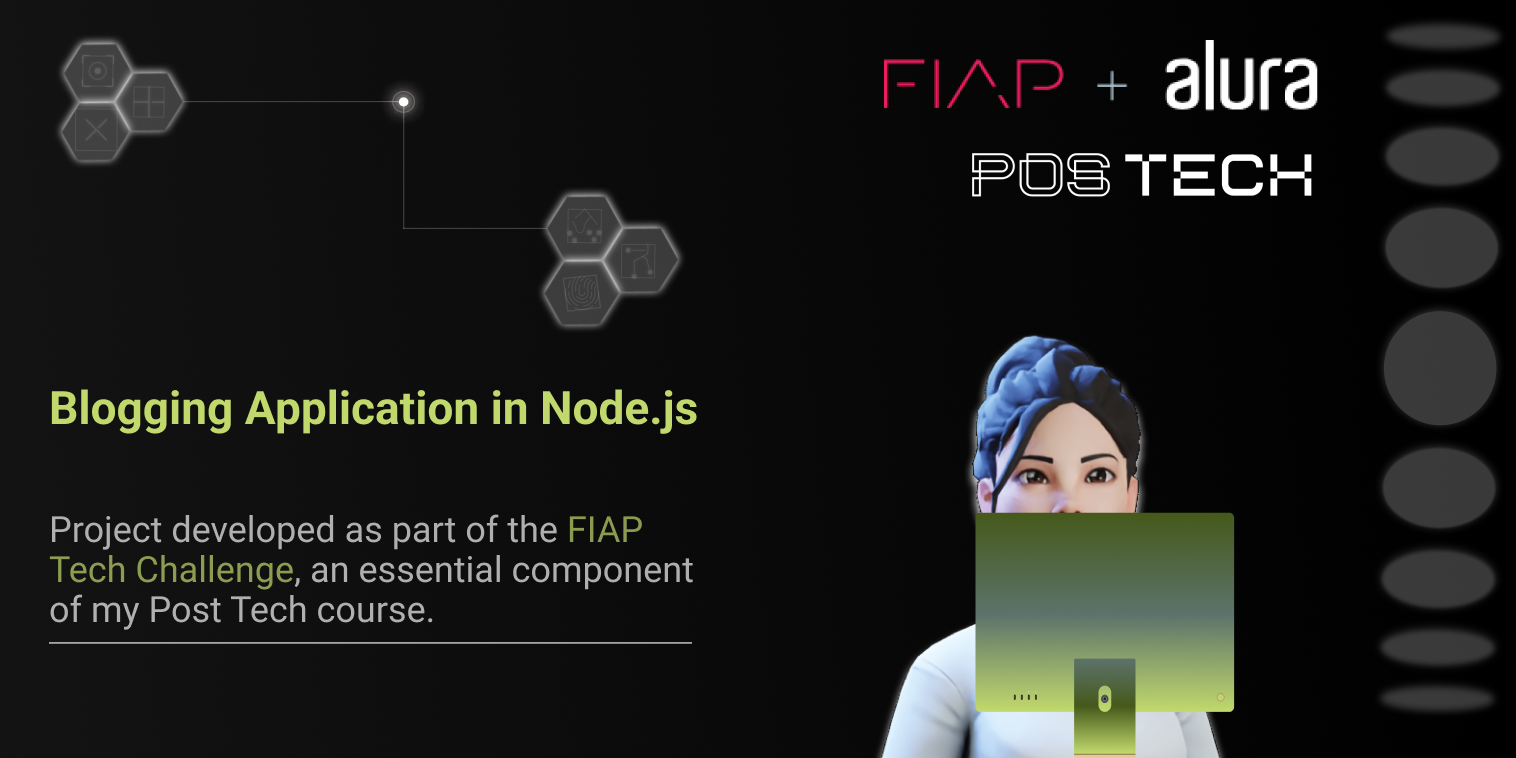 FIAP + alura
POS TECH
Blogging Application in Node.js
Project developed as part of the FIAP
Tech Challenge, an essential component
of my Post Tech course.